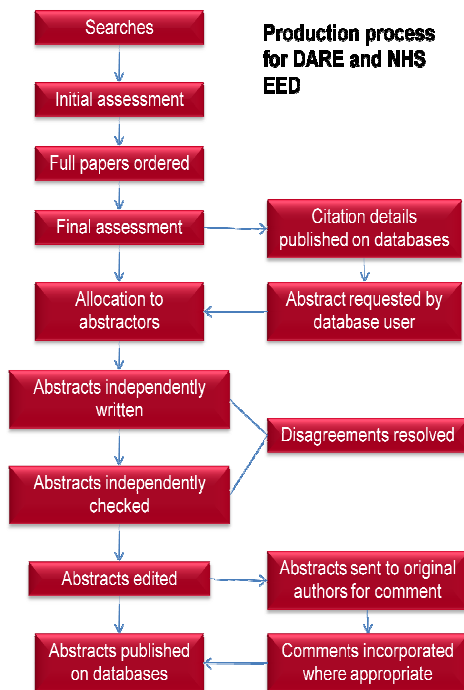 Production process
for DARE and NHS
EED
Searches
Initial assessment
Full papers ordered
Final assessment
Citation details
published on databases
Allocation to
abstractors
Abstract requested by
database user
Abstracts independently
written
Disagreements resolved
Abstracts independently
checked
Abstracts edited
Abstracts sent to original
authors for comment
Abstracts published
on databases
Comments incorporated
where appropriate